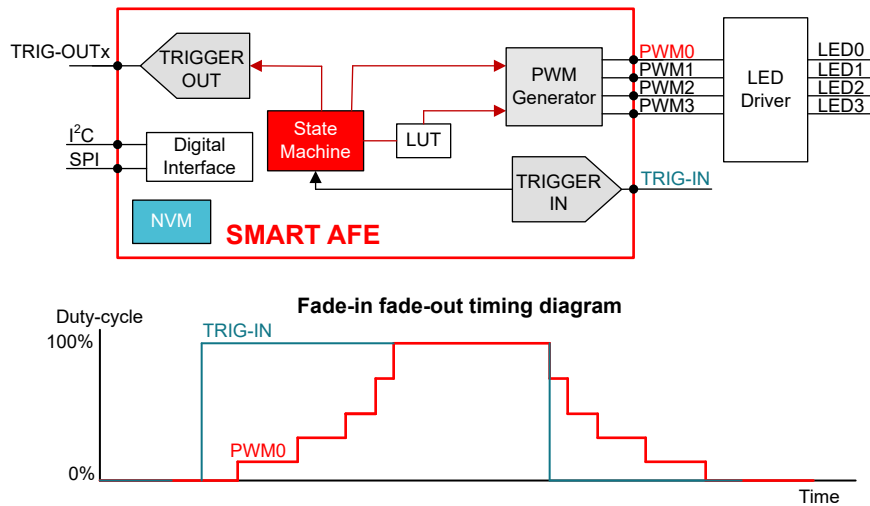 TRIG-OUTx
TRIGGER
OUT
I²C
SPI
Digital
Interface
State
Machine
LUT
PWM
Generator
PWM0
PWM1
PWM2
PWM3
LED
Driver
LED0
LED1
LED2
LED3
TRIGGER
IN
TRIG-IN
NVM
SMART AFE
Fade-in fade-out timing diagram
Duty-cycle
100%
TRIG-IN
PWM0
0%
Time